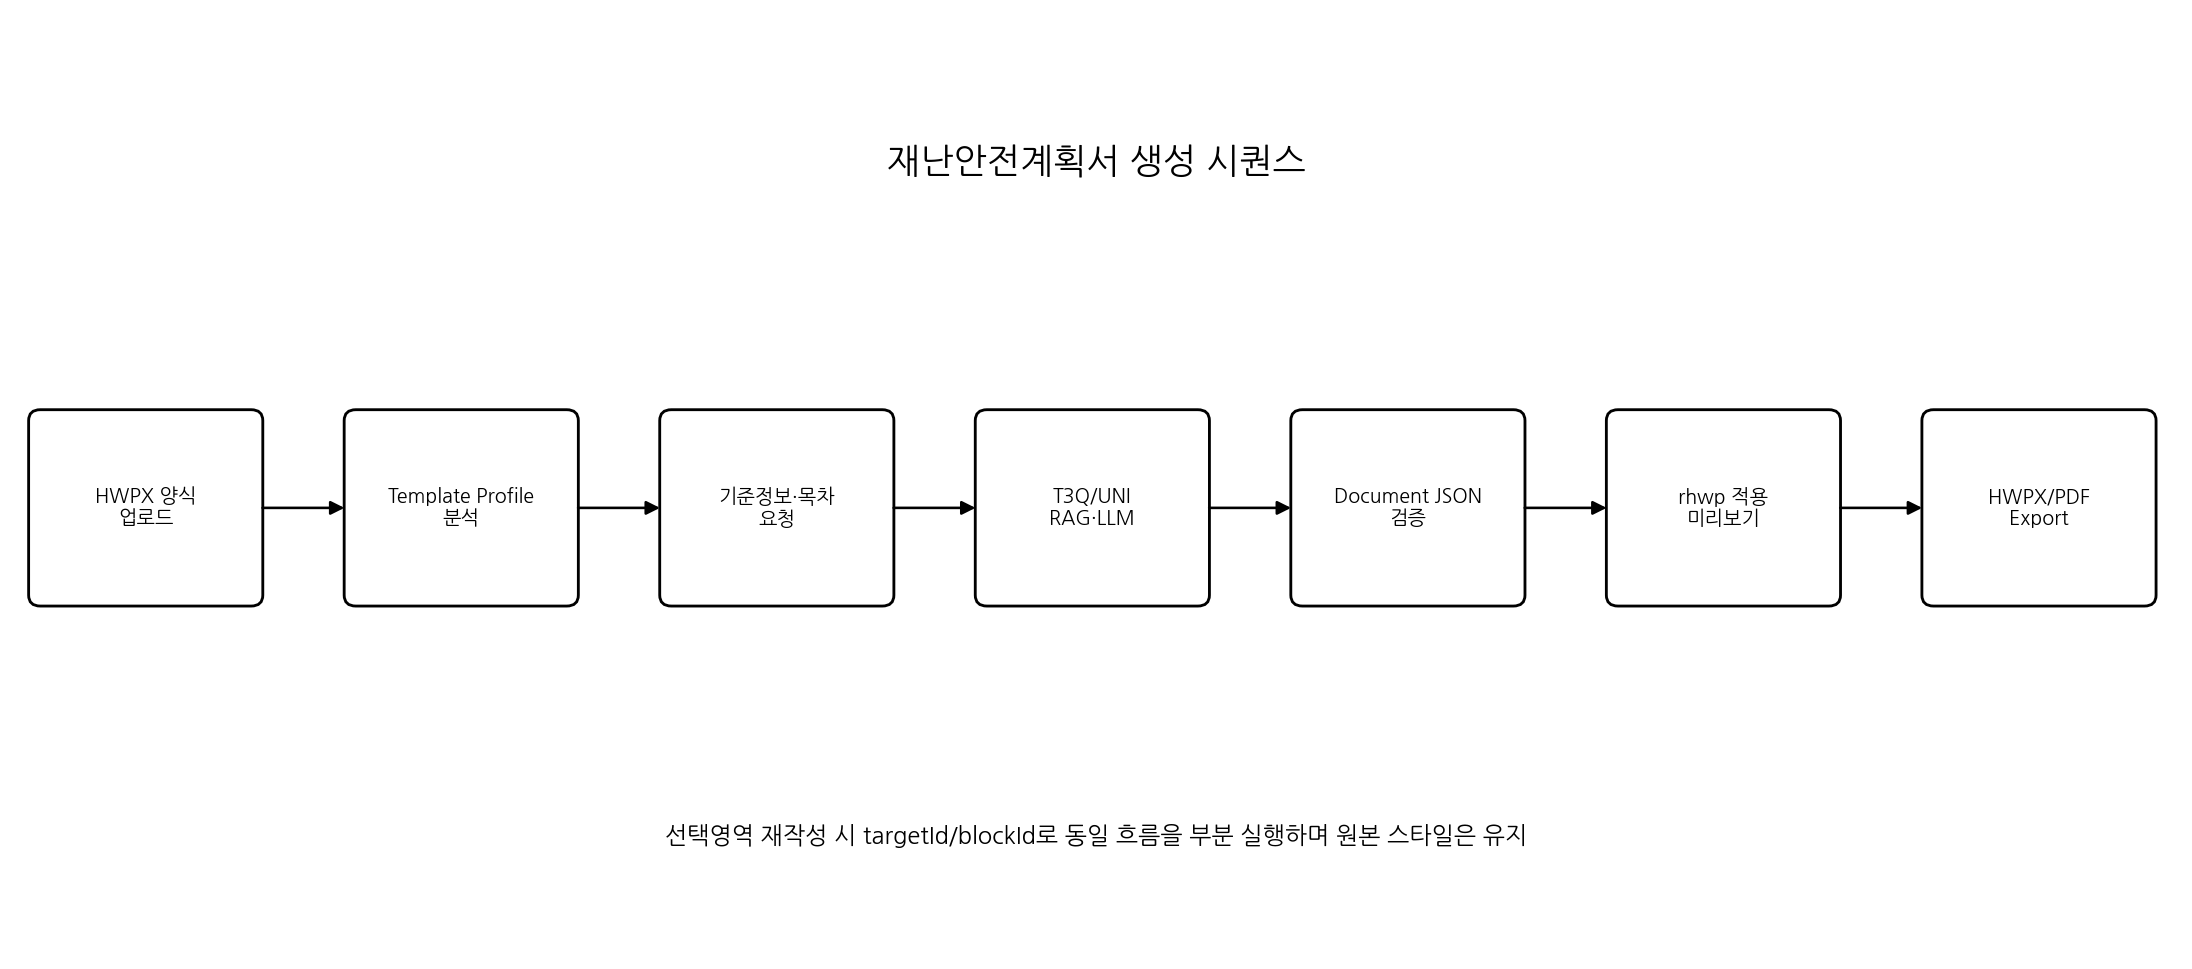 재난안전계획서 생성 시퀀스
HWPX 양식
업로드
Template Profile
분석
기준정보·목차
요청
T3Q/UNI
RAG·LLM
Document JSON
검증
rhwp 적용
미리보기
HWPX/PDF
Export
선택영역 재작성 시 targetId/blockId로 동일 흐름을 부분 실행하며 원본 스타일은 유지